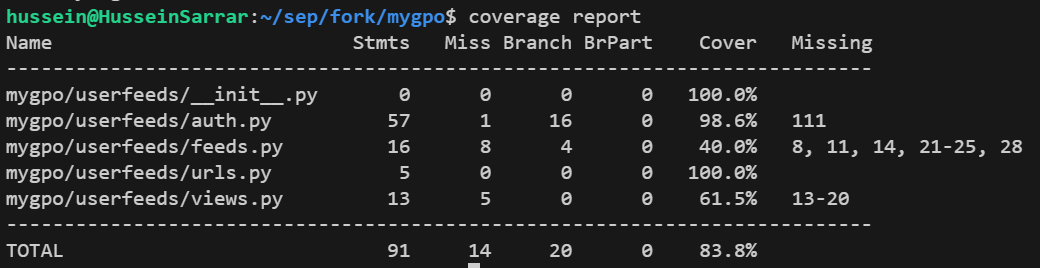 hussein@HusseinSarrar:~/sep/fork/mygpo$ coverage report
Name                          Stmts   Miss Branch BrPart   Cover   Missing
--------------------------------------------------------------------------
mygpo/userfeeds/__init__.py       0      0      0      0  100.0%
mygpo/userfeeds/auth.py          57      1     16      0   98.6%   111
mygpo/userfeeds/feeds.py         16      8      4      0   40.0%   8, 11, 14, 21-25, 28
mygpo/userfeeds/urls.py           5      0      0      0  100.0%
mygpo/userfeeds/views.py         13      5      0      0   61.5%   13-20
--------------------------------------------------------------------------
TOTAL                            91     14     20      0   83.8%